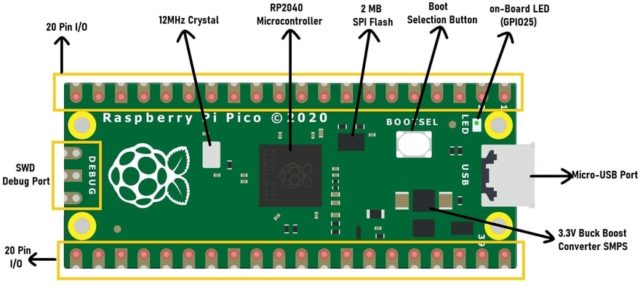 20 Pin I/O
12MHz Crystal
RP2040
Microcontroller
2 MB
SPI Flash
Boot
Selection Button
on-Board LED
(GPIO25)
Raspberry Pi Pico © 2020
BOOTSEL
LED
1
USB
DEBUG
SWD
Debug Port
Micro-USB Port
3.3V Buck Boost
Converter SMPS
39
20 Pin
I/O